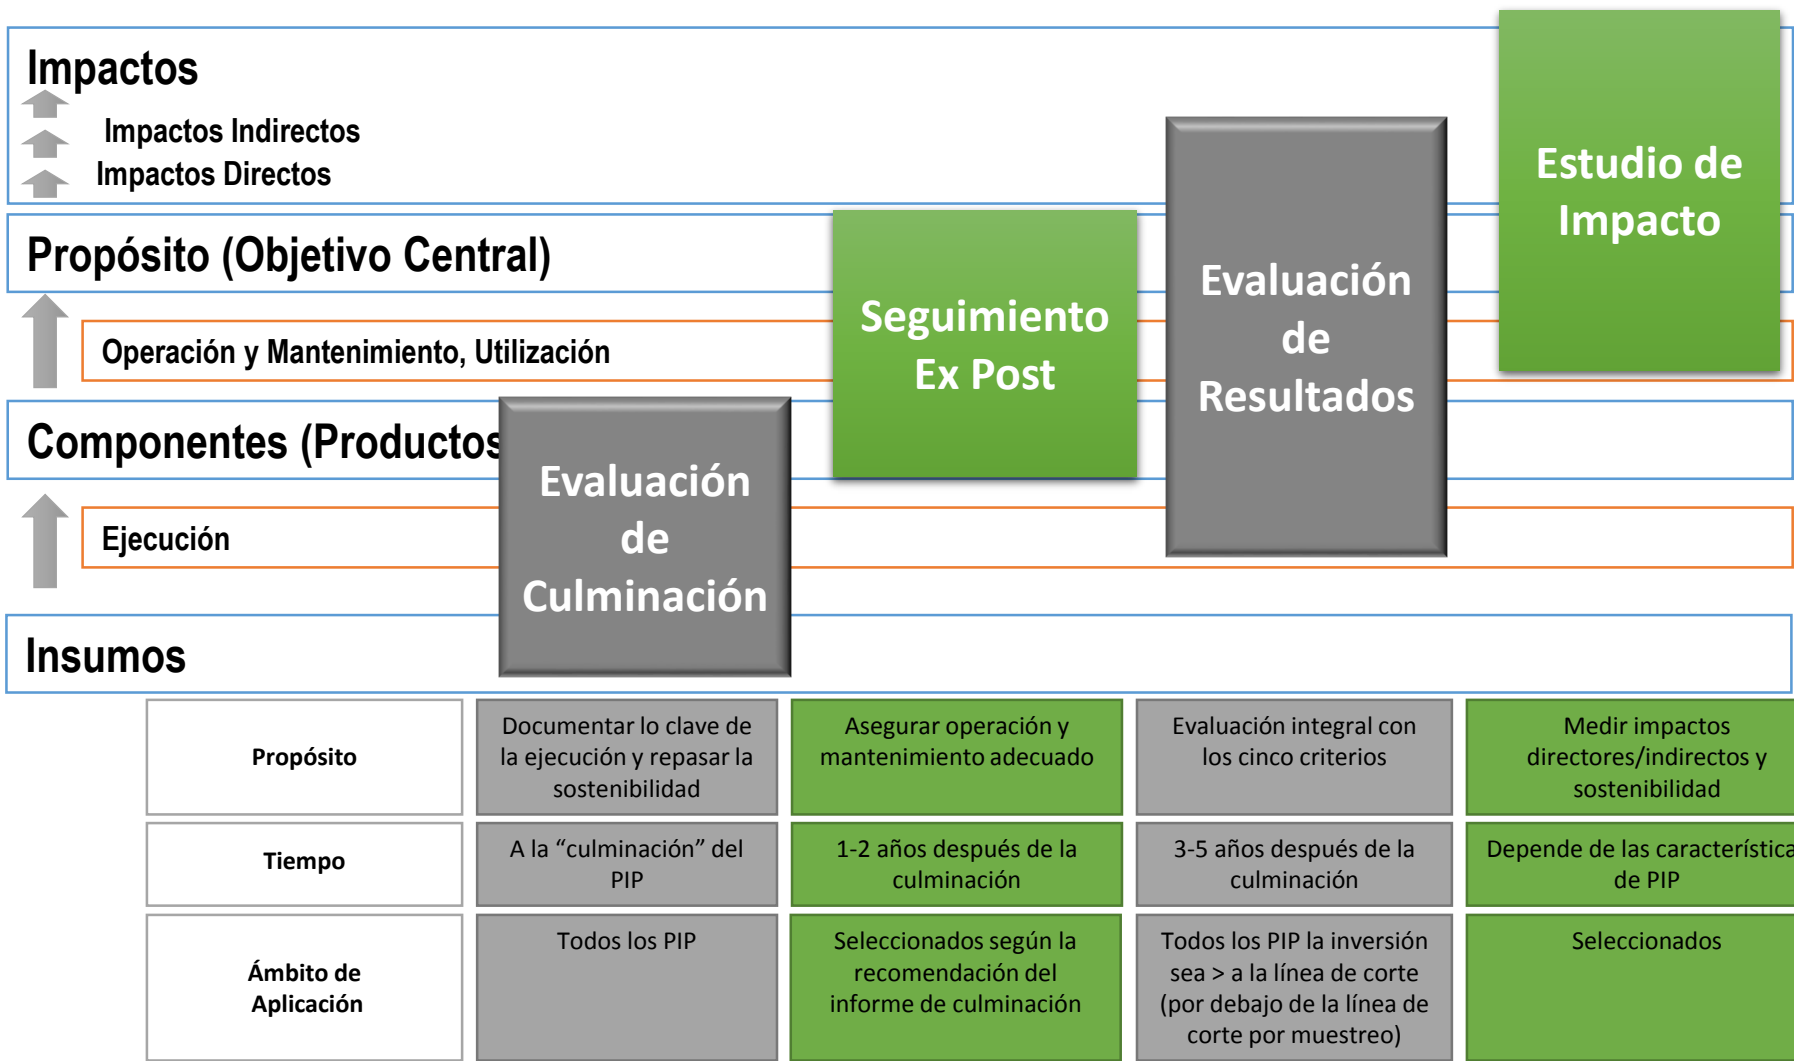 Impactos
Impactos Indirectos
Impactos Directos
Propósito (Objetivo Central)
Operación y Mantenimiento, Utilización
Componentes (Productos
Ejecución
Insumos
Evaluación
de
Culminación
Seguimiento
Ex Post
Evaluación
de
Resultados
Estudio de
Impacto
Propósito
Documentar lo clave de
la ejecución y repasar la
sostenibilidad
Asegurar operación y
mantenimiento adecuado
Evaluación integral con
los cinco criterios
Medir impactos
directores/indirectos y
sostenibilidad
Tiempo
A la “culminación” del
PIP
1-2 años después de la
culminación
3-5 años después de la
culminación
Depende de las característica
de PIP
Ámbito de
Aplicación
Todos los PIP
Seleccionados según la
recomendación del
informe de culminación
Todos los PIP la inversión
sea > a la línea de corte
(por debajo de la línea de
corte por muestreo)
Seleccionados